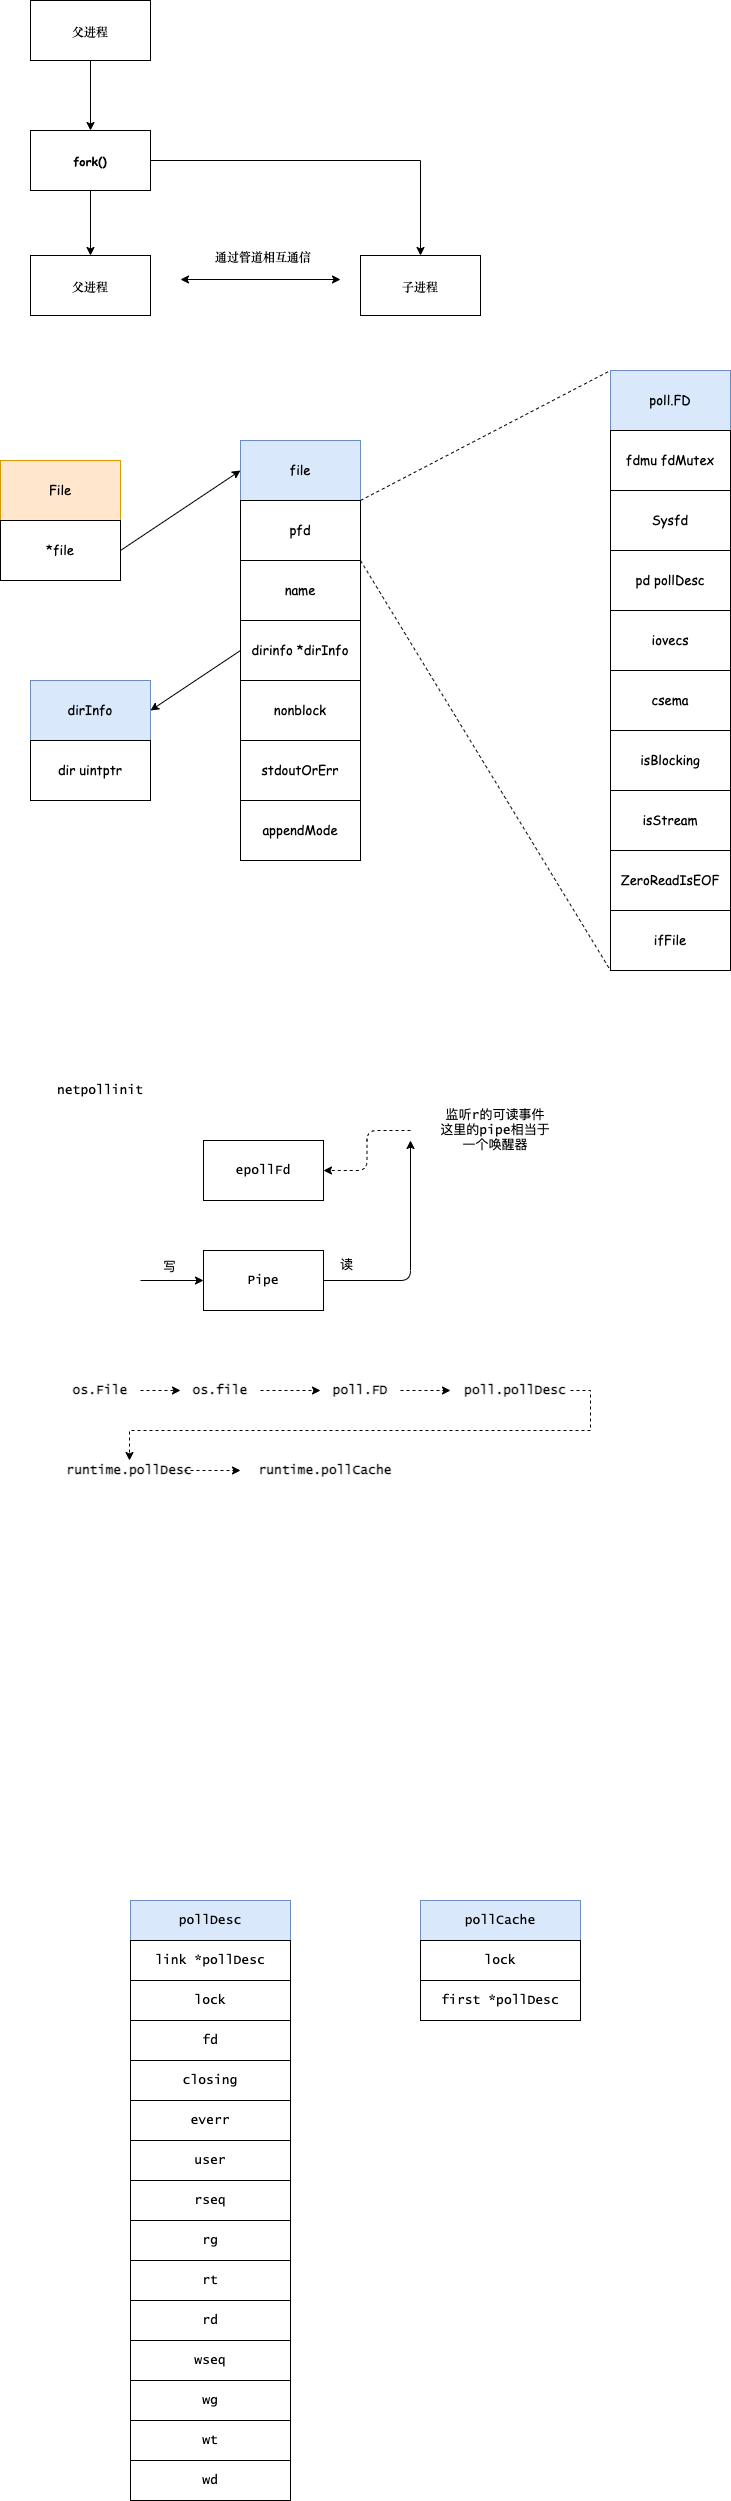 父进程
fork()
通过管道相互通信
父进程
子进程
poll.FD
fdmu fdMutex
Sysfd
pd pollDesc
iovecs
csema
isBlocking
isStream
ZeroReadIsEOF
ifFile
file
pfd
name
dirinfo *dirInfo
nonblock
stdoutOrErr
appendMode
File
*file
dirInfo
dir uintptr
netpollinit
监听r的可读事件
这里的pipe相当于
一个唤醒器
epollFd
写
Pipe
读
os.File
os.file
poll.FD
poll.pollDesc
runtime.pollDesc
runtime.pollCache
pollDesc
link *pollDesc
lock
fd
closing
everr
user
rseq
rg
rt
rd
wseq
wg
wt
wd
pollCache
lock
first *pollDesc